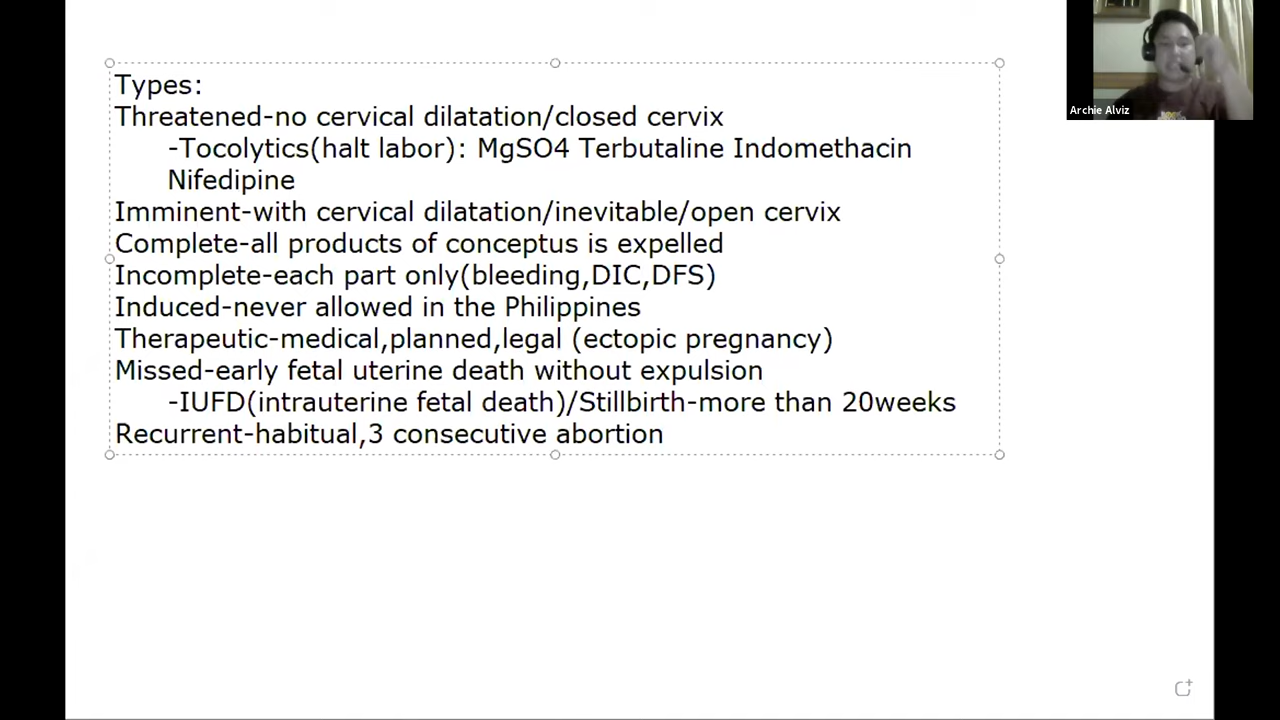 Types:
Threatened-no cervical dilatation/closed cervix
-Tocolytics(halt labor): MgSO4 Terbutaline Indomethacin
Nifedipine
Imminent-with cervical dilatation/inevitable/open cervix
Complete-all products of conceptus is expelled
Incomplete-each part only(bleeding,DIC,DFS)
Induced-never allowed in the Philippines
Therapeutic-medical,planned,legal (ectopic pregnancy)
Missed-early fetal uterine death without expulsion
-IUFD(intrauterine fetal death)/Stillbirth-more than 20weeks
Recurrent-habitual,3 consecutive abortion
Archie Alviz